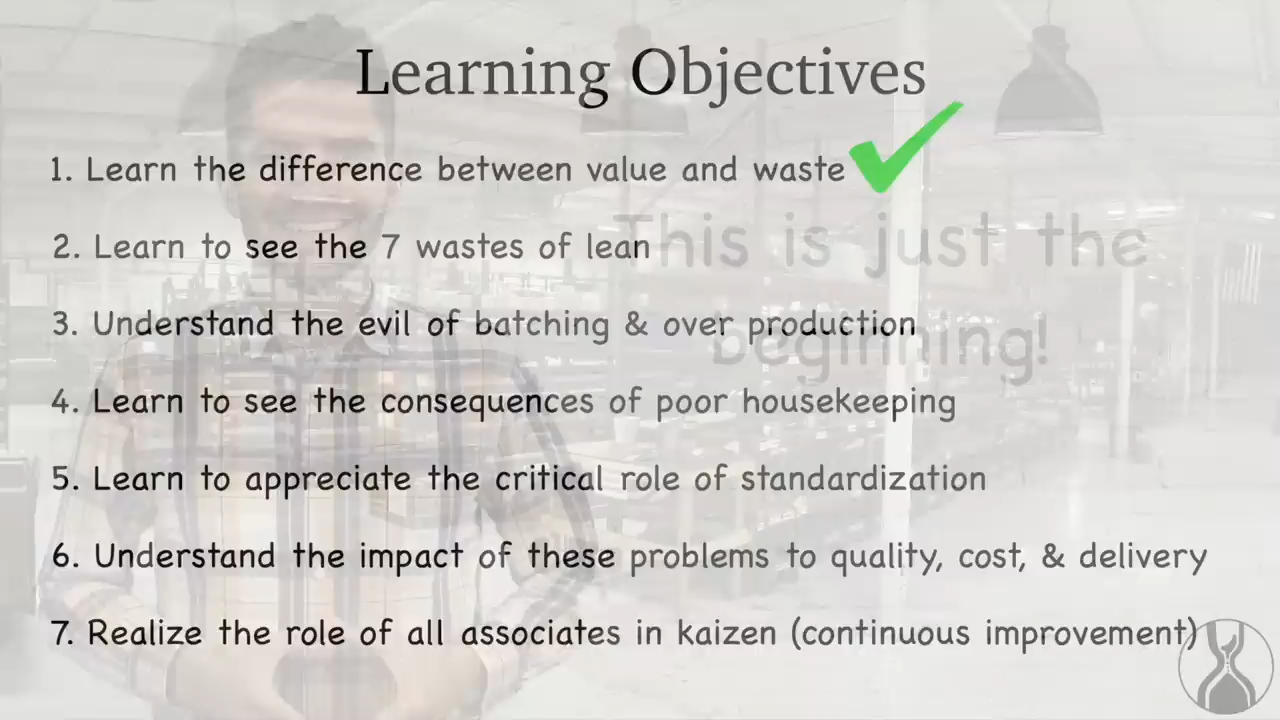 Learning Objectives
1. Learn the difference between value and waste
2. Learn to see the 7 wastes of lean
This is just the
3. Understand the evil of batching & over production
beginning!
4. Learn to see the consequences of poor housekeeping
5. Learn to appreciate the critical role of standardization
6. Understand the impact of these problems to quality, cost, & delivery
7. Realize the role of all associates in kaizen (continuous improvement)